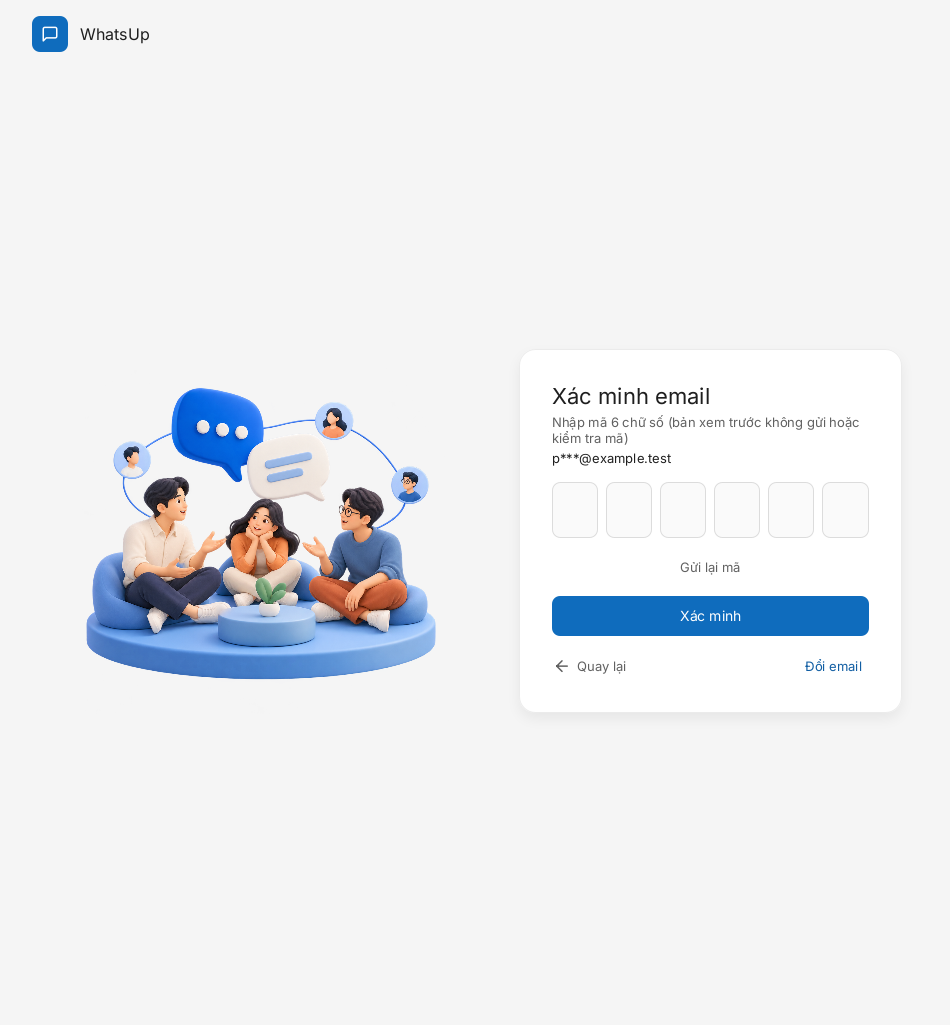 WhatsUp
Xác minh email
Nhập mã 6 chữ số (bản xem trước không gửi hoặc
kiểm tra mã)
p***@example.test
Gửi lại mã
Xác minh
Quay lại
Đổi email